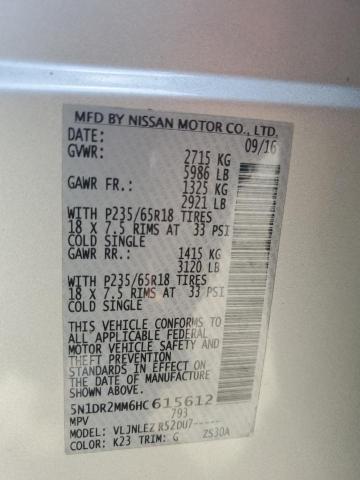 MFD BY NISSAN MOTOR CO., LTD.
DATE: 09/16
GVWR: 2715 KG
5986 LB
GAWR FR.: 1325 KG
2921 LB
WITH P235/65R18 TIRES
18 X 7.5 RIMS AT 33 PSI
COLD SINGLE
GAWR RR.: 1415 KG
3120 LB
WITH P235/65R18 TIRES
18 X 7.5 RIMS AT 33 PSI
COLD SINGLE
THIS VEHICLE CONFORMS TO
ALL APPLICABLE FEDERAL
MOTOR VEHICLE SAFETY AND
THEFT PREVENTION
STANDARDS IN EFFECT ON
THE DATE OF MANUFACTURE
SHOWN ABOVE.
5N1DR2MM6HC615612
MPV 793
MODEL: VLJNLEZ R52DU7-----
COLOR: K23 TRIM: G ZS30A